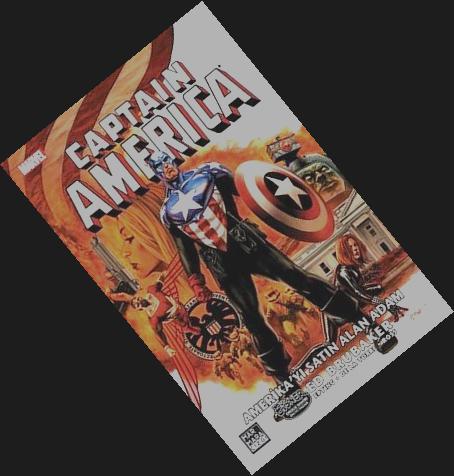 MARVEL
CAPTAIN
AMERICA
AMERİKA'YI SATIN ALAN ADAM
ED BRUBAKER